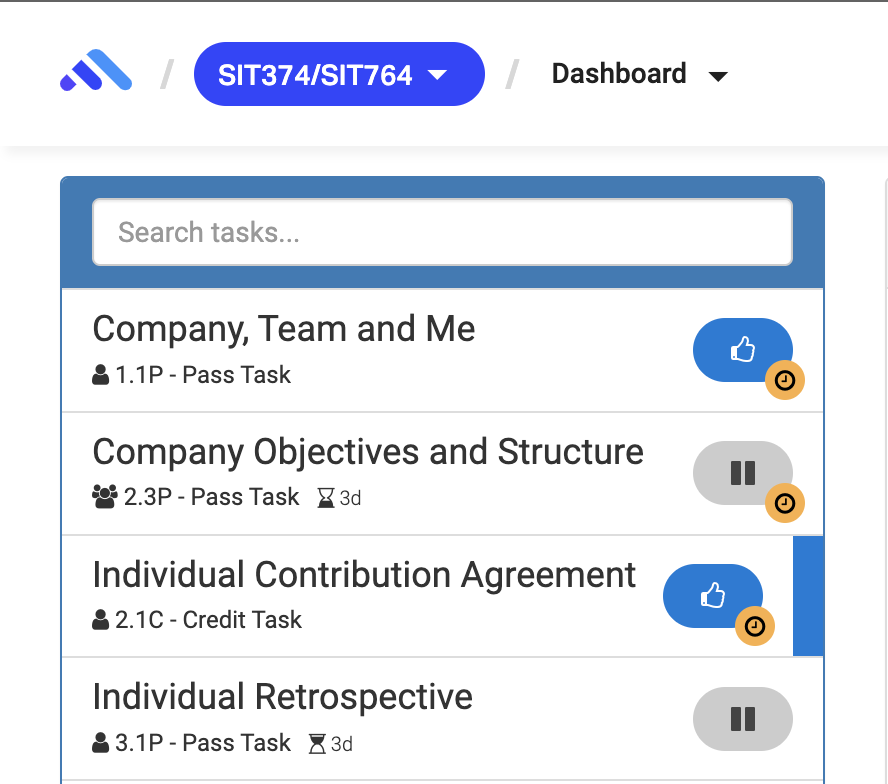 SIT374/SIT764
Dashboard
Search tasks...
Company, Team and Me
1.1P - Pass Task
Company Objectives and Structure
2.3P - Pass Task 3d
Individual Contribution Agreement
2.1C - Credit Task
Individual Retrospective
3.1P - Pass Task 3d